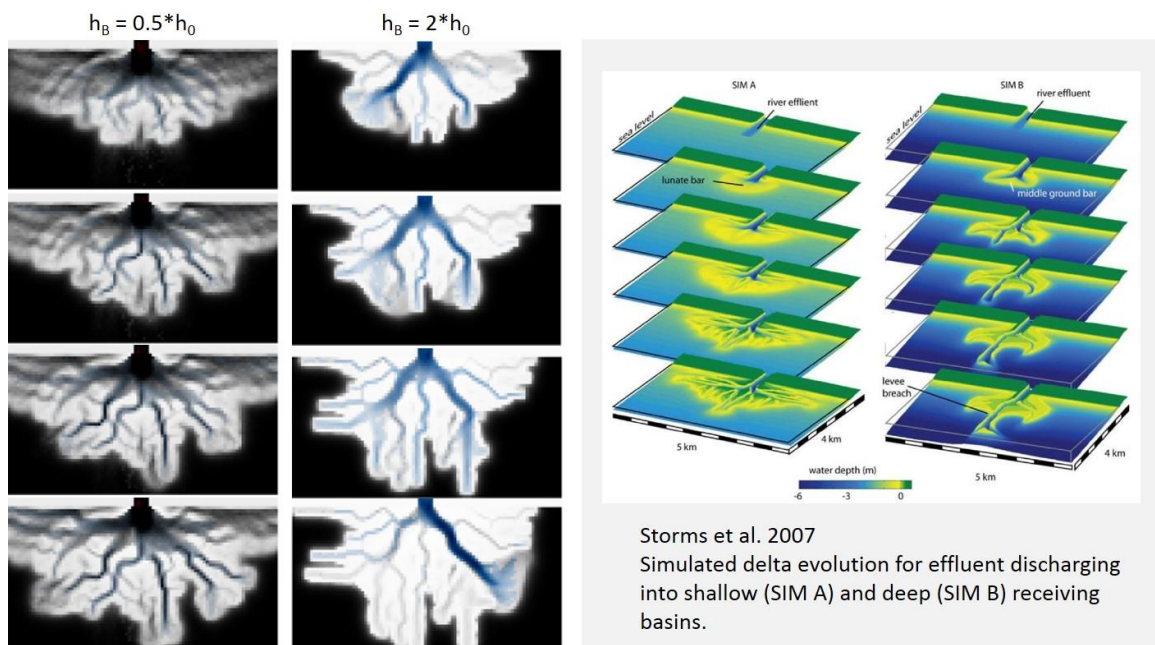 h_B = 0.5*h_0
h_B = 2*h_0
SIM A
river effluent
sea level
lunate bar
5 km
4 km
SIM B
river effluent
sea level
middle ground bar
levee
breach
5 km
4 km
water depth (m)
-6 -3 0
Storms et al. 2007
Simulated delta evolution for effluent discharging
into shallow (SIM A) and deep (SIM B) receiving
basins.